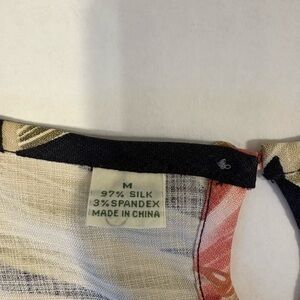 M
97% SILK
3% SPANDEX
MADE IN CHINA